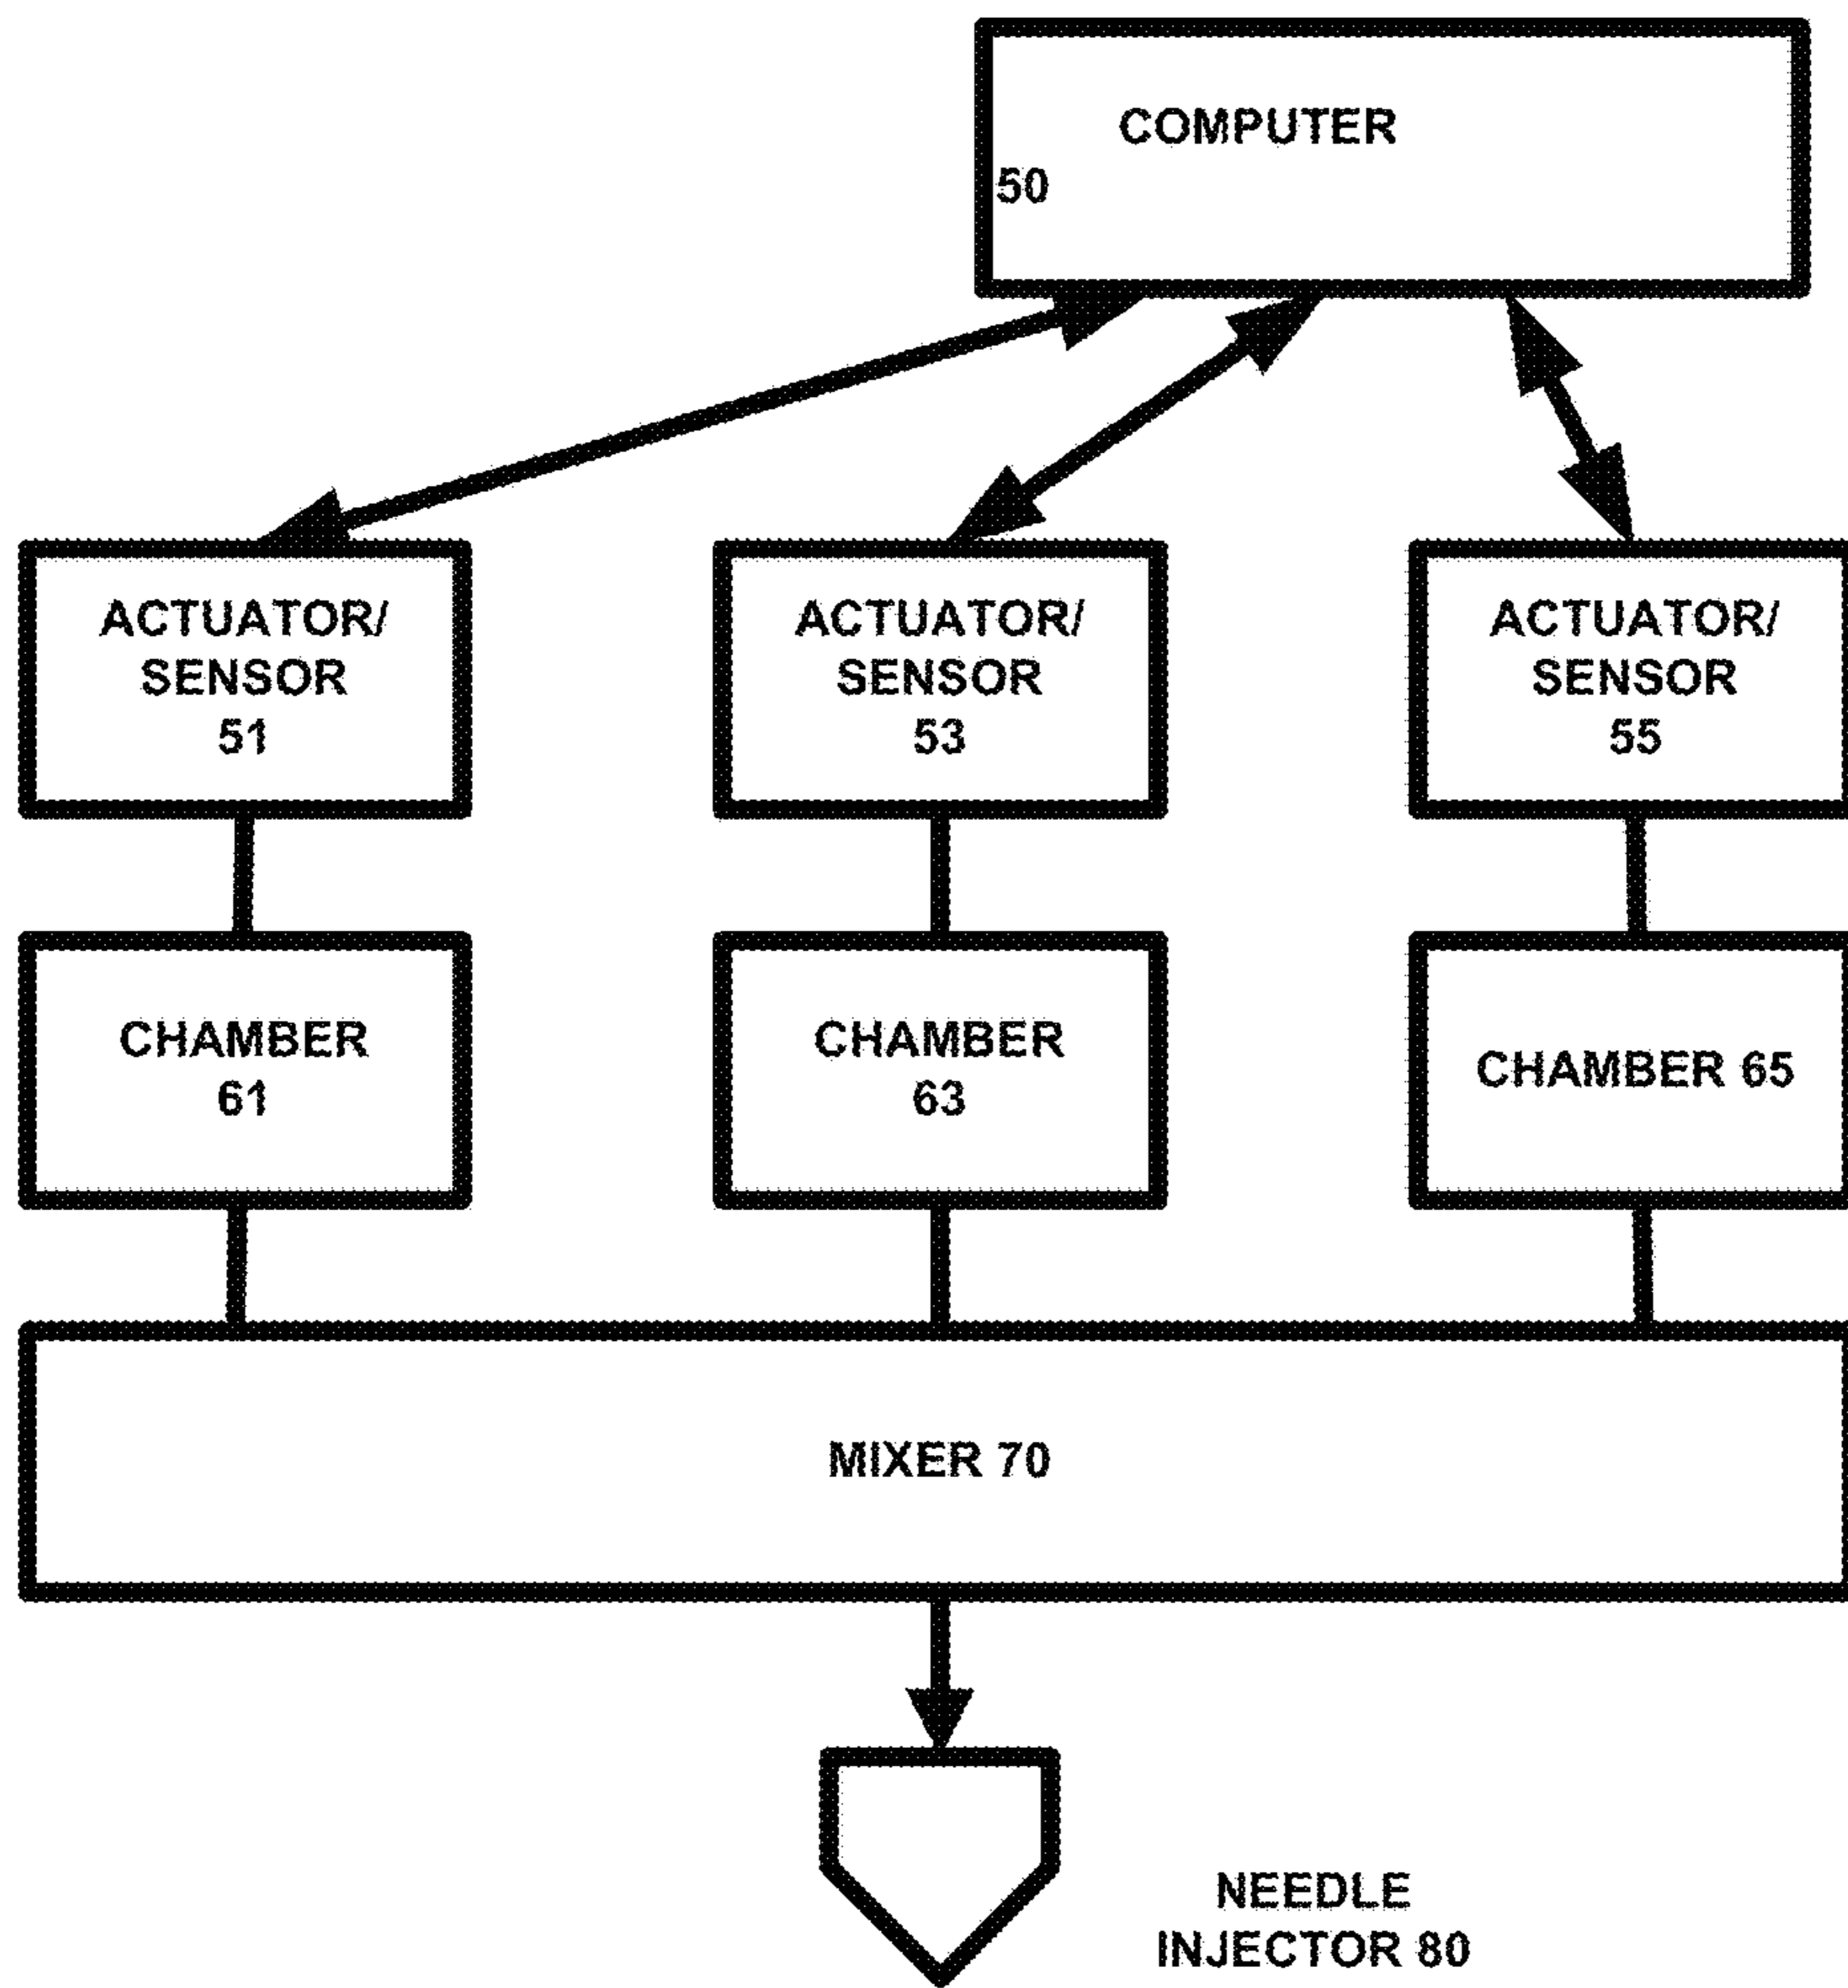 COMPUTER
50
ACTUATOR/
SENSOR
51
ACTUATOR/
SENSOR
53
ACTUATOR/
SENSOR
55
CHAMBER
61
CHAMBER
63
CHAMBER 65
MIXER 70
NEEDLE
INJECTOR 80